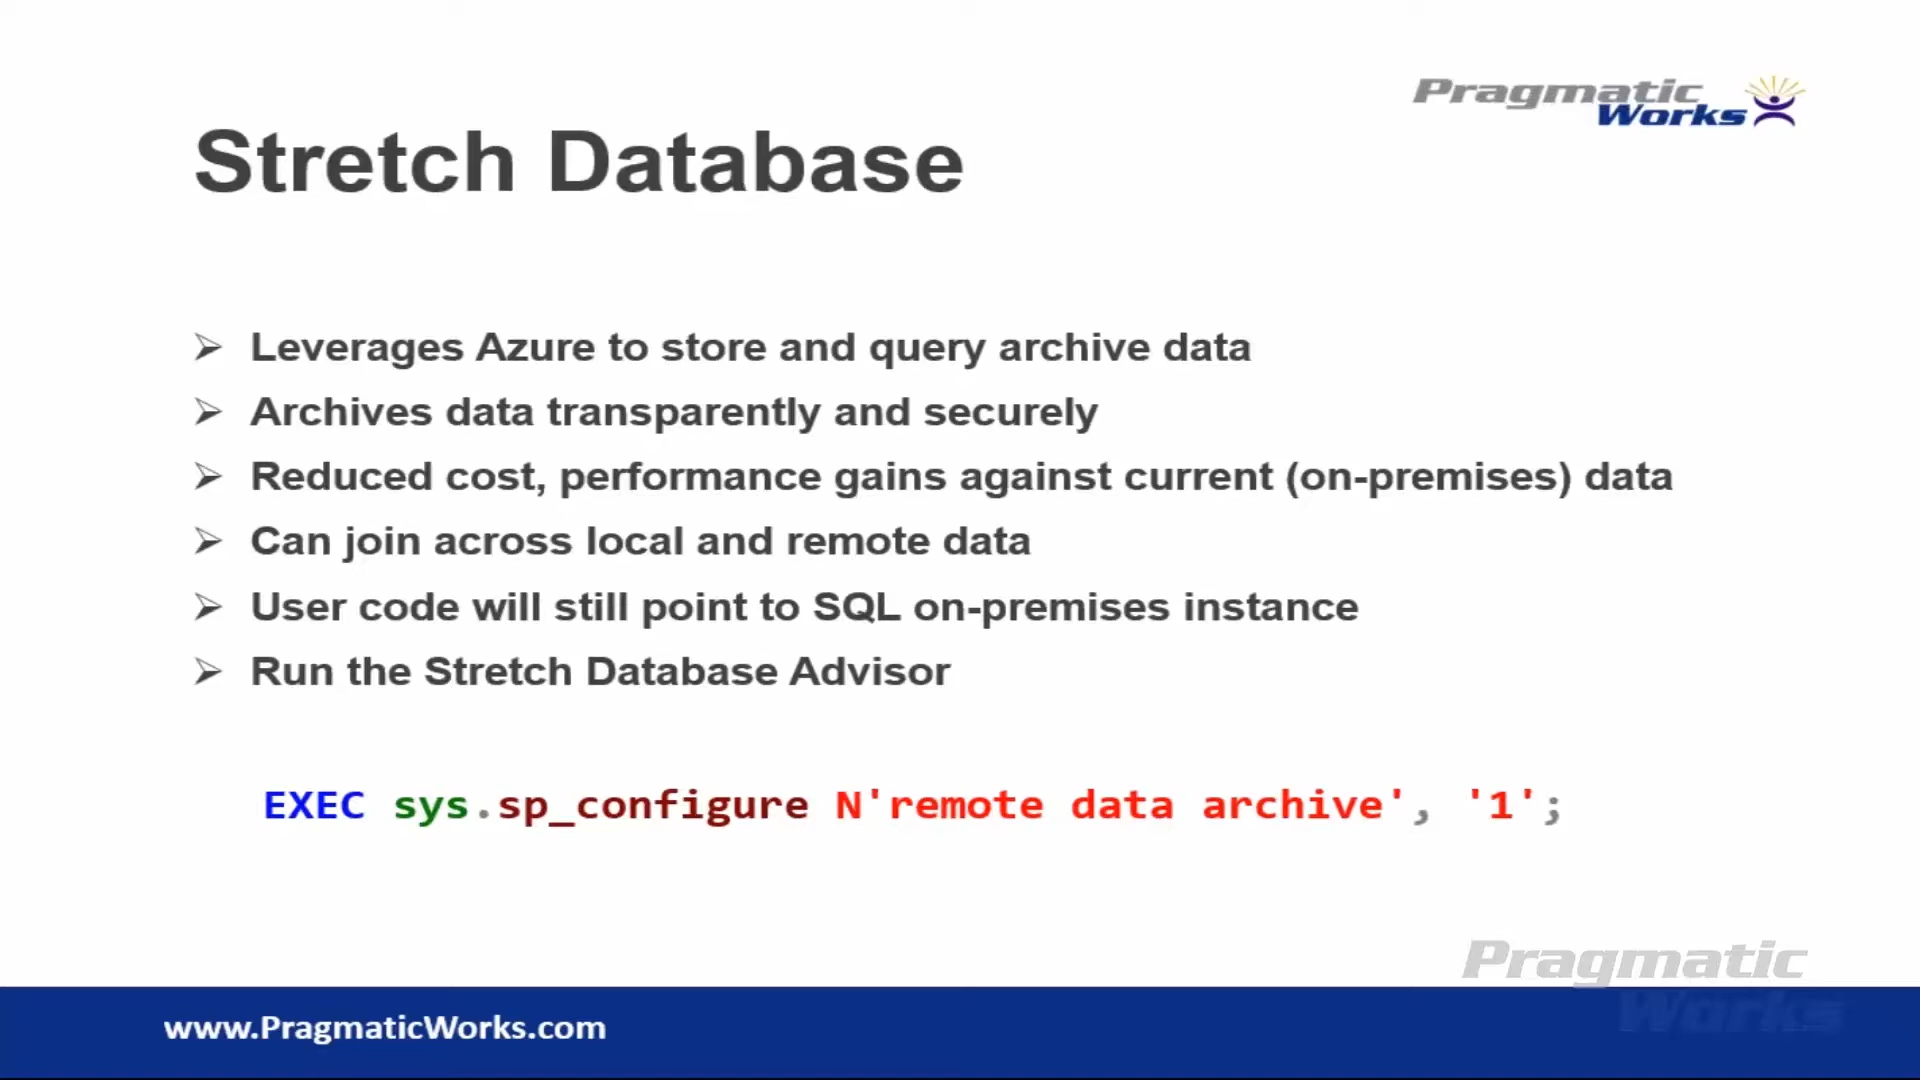 Pragmatic
Works
Stretch Database
Leverages Azure to store and query archive data
Archives data transparently and securely
Reduced cost, performance gains against current (on-premises) data
Can join across local and remote data
User code will still point to SQL on-premises instance
Run the Stretch Database Advisor
EXEC sys.sp_configure N'remote data archive', '1';
Pragmatic
Works
www.PragmaticWorks.com